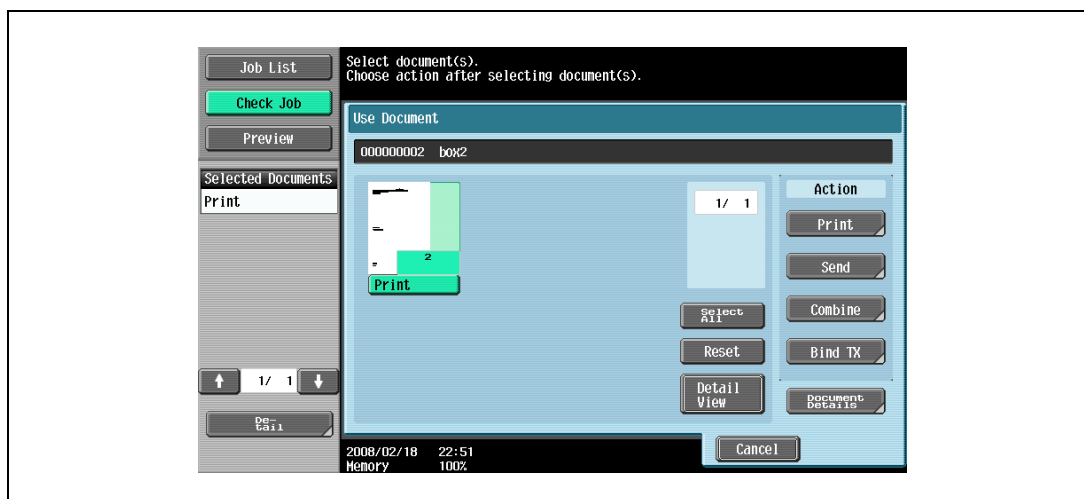 Job List
Check Job
Preview
Selected Documents
Print
1/ 1
De-
tail
Select document(s).
Choose action after selecting document(s).
Use Document
000000002 box2
2
Print
1/ 1
Select
All
Reset
Detail
View
Action
Print
Send
Combine
Bind TX
Document
Details
Cancel
2008/02/18 22:51
Memory 100%